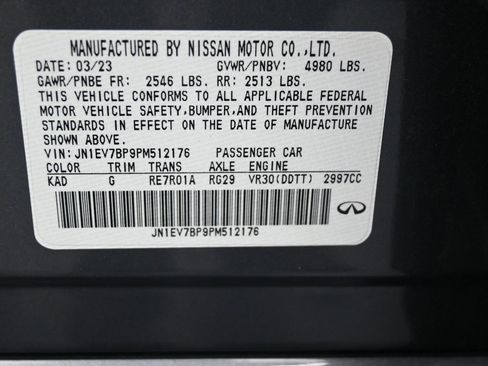 MANUFACTURED BY NISSAN MOTOR CO.,LTD.
DATE: 03/23 GVWR/PNBV: 4980 LBS.
GAWR/PNBE FR: 2546 LBS. RR: 2513 LBS.
THIS VEHICLE CONFORMS TO ALL APPLICABLE FEDERAL
MOTOR VEHICLE SAFETY,BUMPER,AND THEFT PREVENTION
STANDARDS IN EFFECT ON THE DATE OF MANUFACTURE
SHOWN ABOVE.
VIN: JN1EV7BP9PM512176 PASSENGER CAR
COLOR TRIM TRANS AXLE ENGINE
KAD G RE7R01A RG29 VR30(DDTT) 2997CC
JN1EV7BP9PM512176